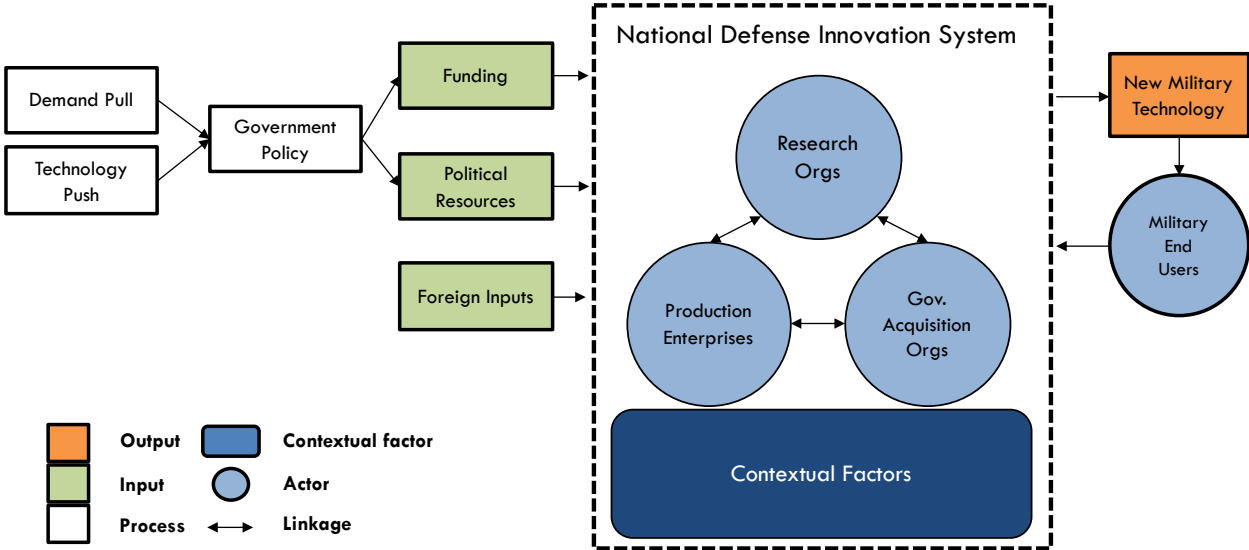 Demand Pull
Technology
Push
Government
Policy
Funding
Political
Resources
Foreign Inputs
National Defense Innovation System
Research
Orgs
Production
Enterprises
Gov.
Acquisition
Orgs
Contextual Factors
New Military
Technology
Military
End
Users
Output
Contextual factor
Input
Actor
Process
Linkage